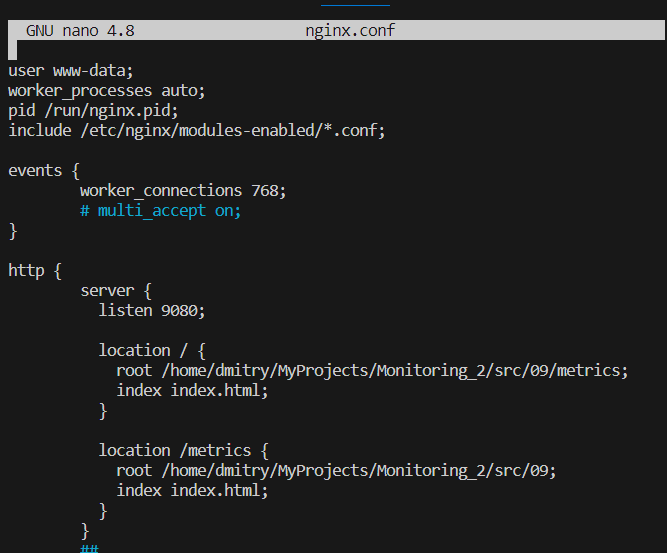 GNU nano 4.8 nginx.conf
user www-data;
worker_processes auto;
pid /run/nginx.pid;
include /etc/nginx/modules-enabled/*.conf;
events {
worker_connections 768;
# multi_accept on;
}
http {
server {
listen 9080;
location / {
root /home/dmitry/MyProjects/Monitoring_2/src/09/metrics;
index index.html;
}
location /metrics {
root /home/dmitry/MyProjects/Monitoring_2/src/09;
index index.html;
}
}
##